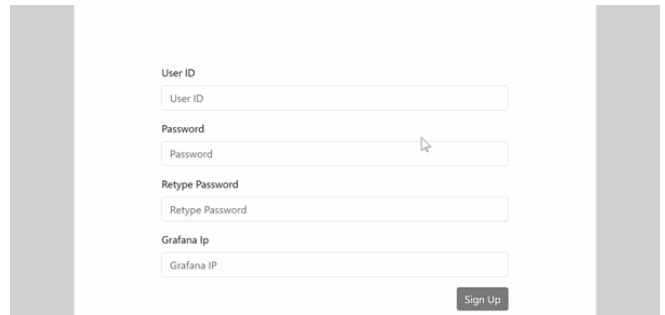 User ID
User ID
Password
Password
Retype Password
Retype Password
Grafana Ip
Grafana IP
Sign Up